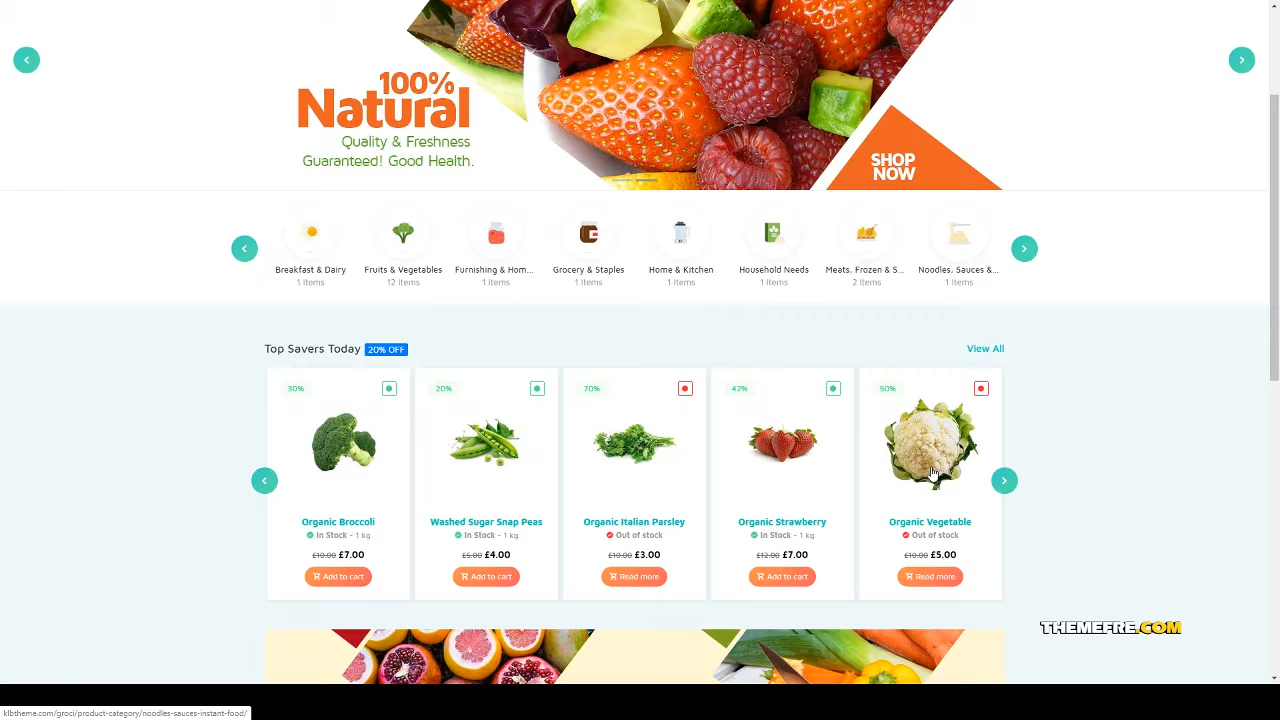 100%
Natural
Quality & Freshness
Guaranteed! Good Health.
SHOP
NOW
Breakfast & Dairy
1 Items
Fruits & Vegetables
12 Items
Furnishing & Hom...
1 Items
Grocery & Staples
1 Items
Home & Kitchen
1 Items
Household Needs
1 Items
Meats, Frozen & S...
2 Items
Noodles, Sauces &...
1 Items
Top Savers Today 20% OFF
View All
30%
Organic Broccoli
In Stock - 1 kg
£10.00 £7.00
Add to cart
20%
Washed Sugar Snap Peas
In Stock - 1 kg
£5.00 £4.00
Add to cart
70%
Organic Italian Parsley
Out of stock
£10.00 £3.00
Read more
42%
Organic Strawberry
In Stock - 1 kg
£12.00 £7.00
Add to cart
50%
Organic Vegetable
Out of stock
£10.00 £5.00
Read more
THEMEFRE.COM
klbtheme.com/groci/product-category/noodles-sauces-instant-food/